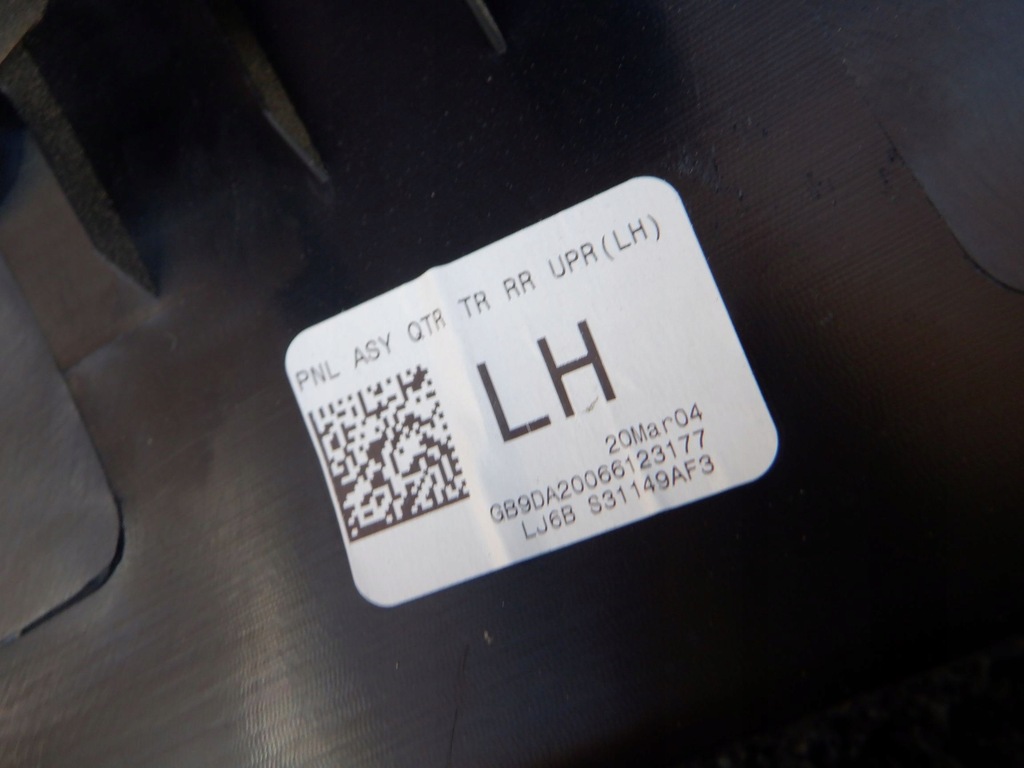 PNL ASY QTR TR RR UPR(LH)
LH
20Mar04
GB9DA20066123177
LJ6B S31149AF3